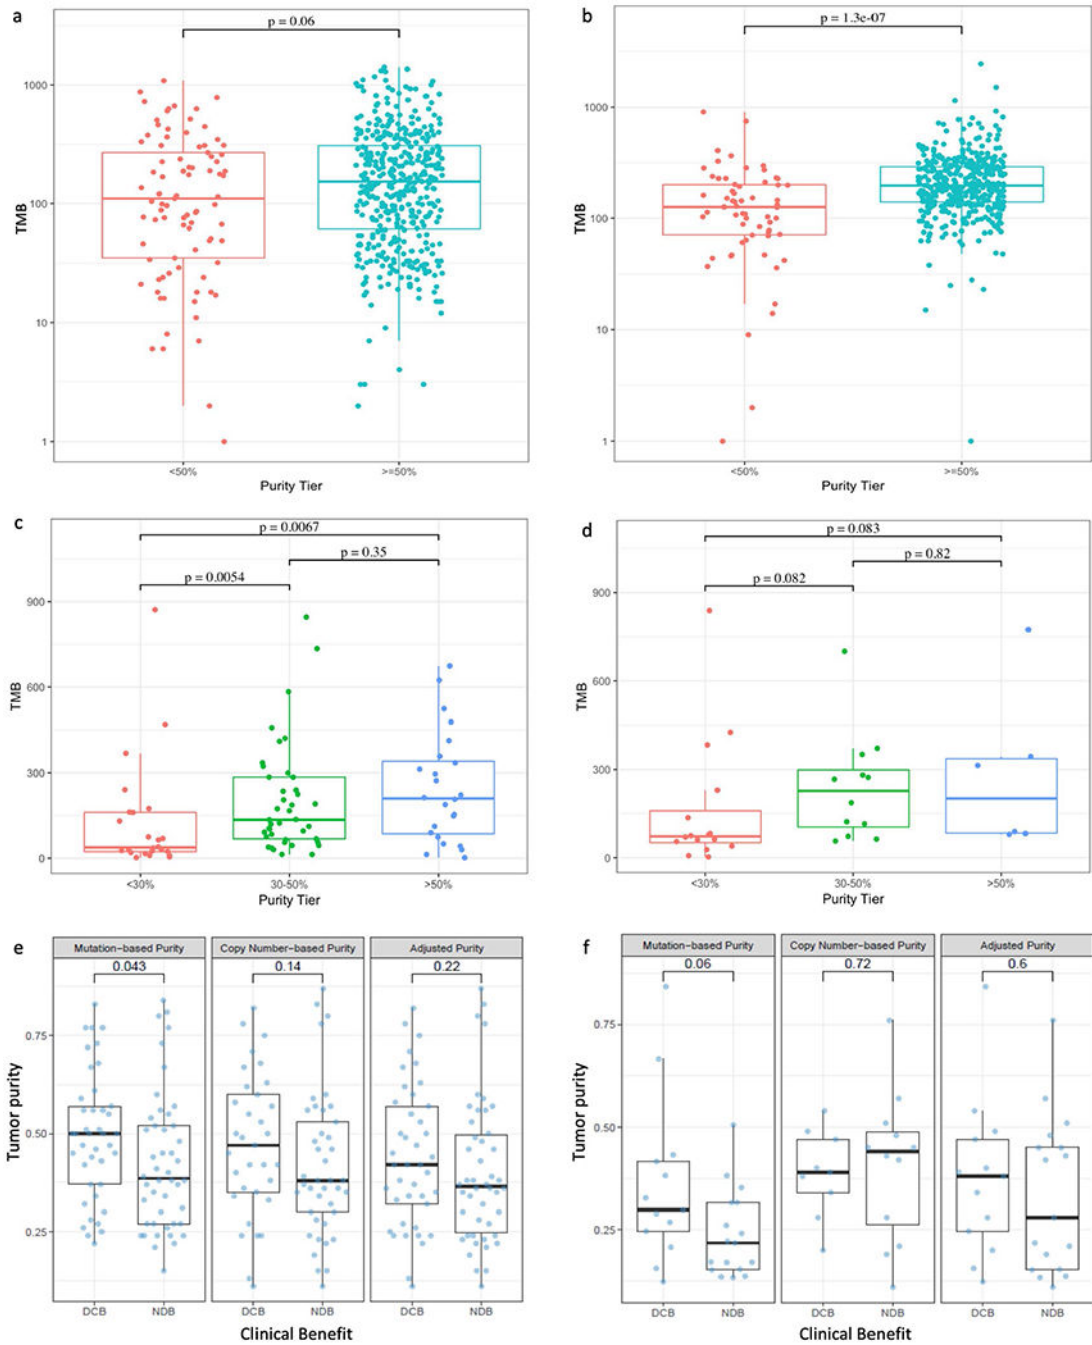 a
p = 0.06
1000
100
10
1
TMB
<50%
>=50%
Purity Tier
b
p = 1.3e-07
1000
100
10
1
TMB
<50%
>=50%
Purity Tier
c
p = 0.0067
p = 0.35
p = 0.0054
900
600
300
0
TMB
<30%
30-50%
>50%
Purity Tier
d
p = 0.083
p = 0.82
p = 0.082
900
600
300
0
TMB
<30%
30-50%
>50%
Purity Tier
e
Mutation-based Purity
Copy Number-based Purity
Adjusted Purity
0.043
0.14
0.22
0.75
0.50
0.25
Tumor purity
DCB NDB DCB NDB DCB NDB
Clinical Benefit
f
Mutation-based Purity
Copy Number-based Purity
Adjusted Purity
0.06
0.72
0.6
0.75
0.50
0.25
Tumor purity
DCB NDB DCB NDB DCB NDB
Clinical Benefit